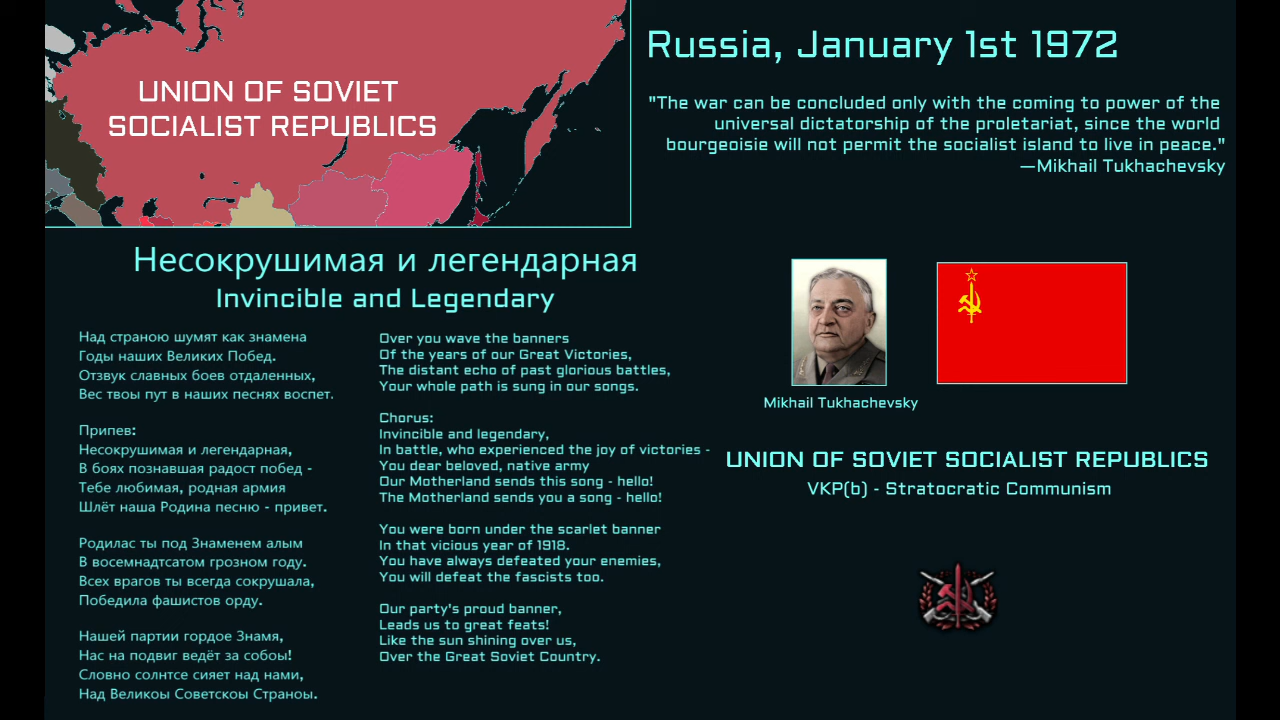 UNION OF SOVIET
SOCIALIST REPUBLICS
Russia, January 1st 1972
"The war can be concluded only with the coming to power of the
universal dictatorship of the proletariat, since the world
bourgeoisie will not permit the socialist island to live in peace."
—Mikhail Tukhachevsky
Несокрушимая и легендарная
Invincible and Legendary
Над страною шумят как знамена
Годы наших Великих Побед.
Отзвук славных боев отдаленных,
Вес твоы пут в наших песнях воспет.
Припев:
Несокрушимая и легендарная,
В боях познавшая радост побед -
Тебе любимая, родная армия
Шлёт наша Родина песню - привет.
Родилас ты под Знаменем алым
В восемнадтсатом грозном году.
Всех врагов ты всегда сокрушала,
Победила фашистов орду.
Нашей партии гордое Знамя,
Нас на подвиг ведёт за собоы!
Словно солнтсе сияет над нами,
Над Великоы Советскоы Страноы.
Over you wave the banners
Of the years of our Great Victories,
The distant echo of past glorious battles,
Your whole path is sung in our songs.
Chorus:
Invincible and legendary,
In battle, who experienced the joy of victories -
You dear beloved, native army
Our Motherland sends this song - hello!
The Motherland sends you a song - hello!
You were born under the scarlet banner
In that vicious year of 1918.
You have always defeated your enemies,
You will defeat the fascists too.
Our party's proud banner,
Leads us to great feats!
Like the sun shining over us,
Over the Great Soviet Country.
Mikhail Tukhachevsky
UNION OF SOVIET SOCIALIST REPUBLICS
VKP(b) - Stratocratic Communism